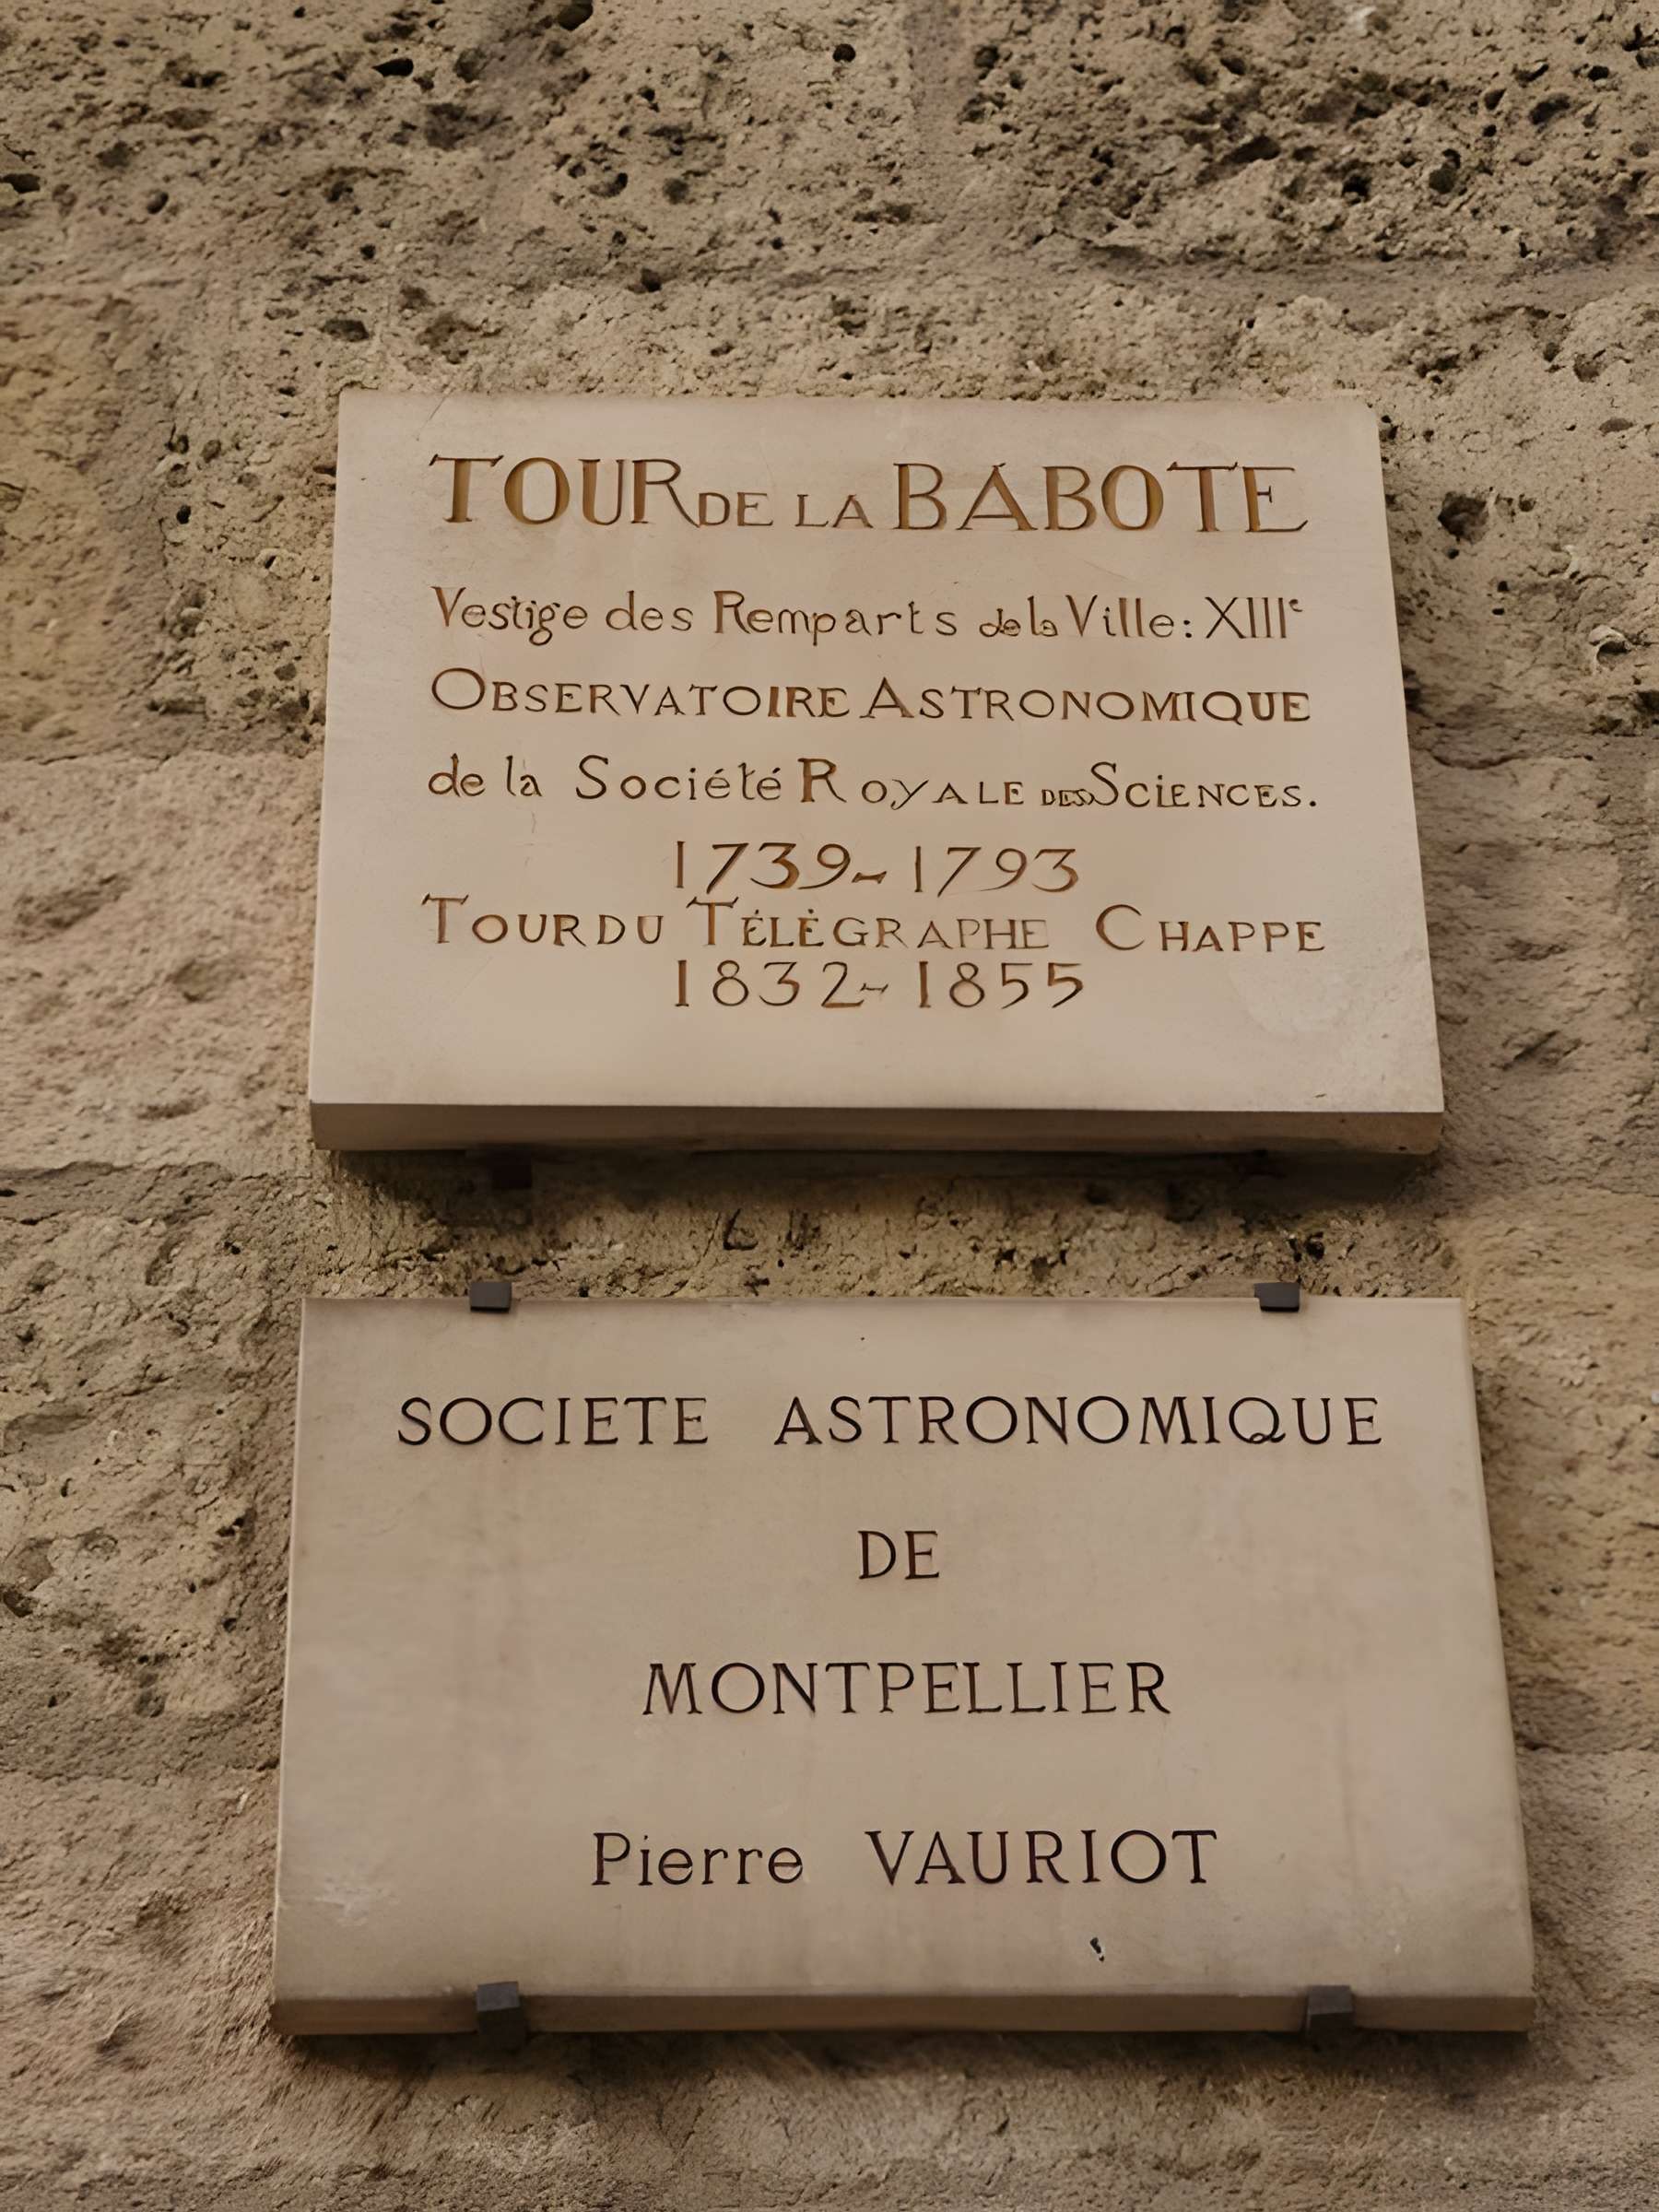 TOUR DE LA BABOTE
Vestige des Remparts de la Ville: XIIIe
OBSERVATOIRE ASTRONOMIQUE
de la Société ROYALE DES SCIENCES.
1739-1793
TOUR DU TÉLÉGRAPHE CHAPPE
1832-1855
SOCIETE ASTRONOMIQUE
DE
MONTPELLIER
Pierre VAURIOT